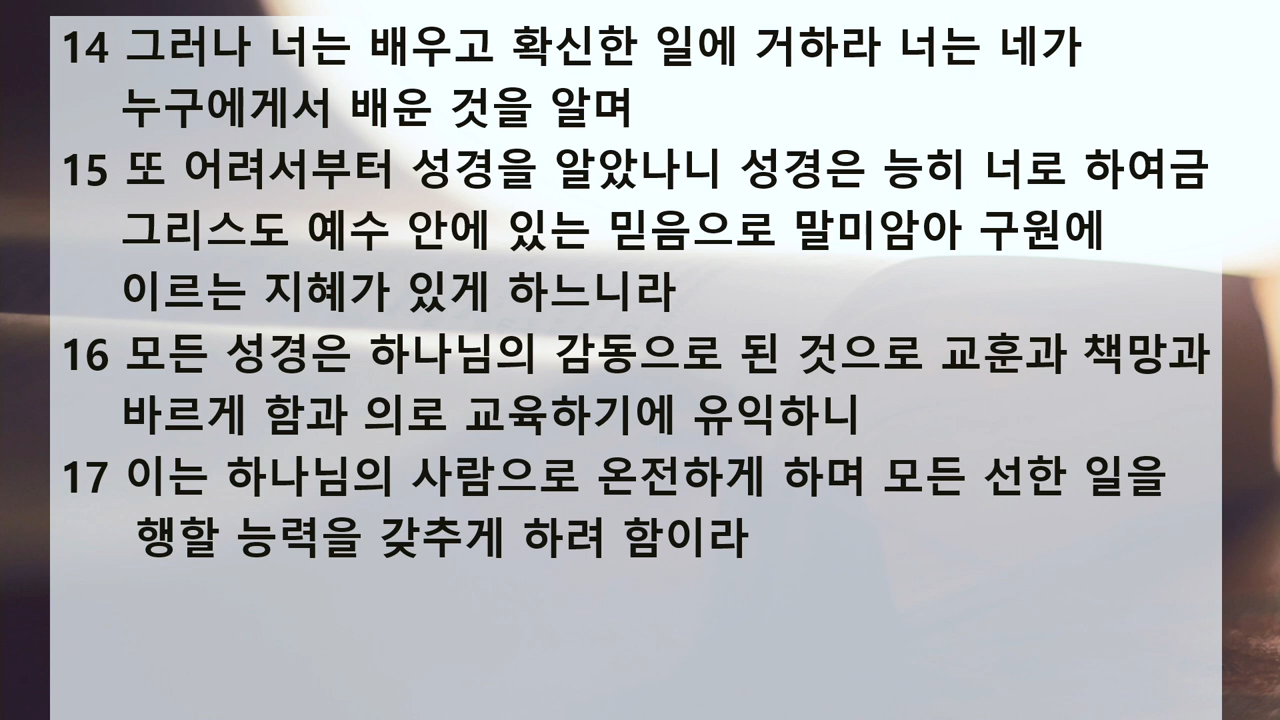 14 그러나 너는 배우고 확신한 일에 거하라 너는 네가
누구에게서 배운 것을 알며
15 또 어려서부터 성경을 알았나니 성경은 능히 너로 하여금
그리스도 예수 안에 있는 믿음으로 말미암아 구원에
이르는 지혜가 있게 하느니라
16 모든 성경은 하나님의 감동으로 된 것으로 교훈과 책망과
바르게 함과 의로 교육하기에 유익하니
17 이는 하나님의 사람으로 온전하게 하며 모든 선한 일을
행할 능력을 갖추게 하려 함이라